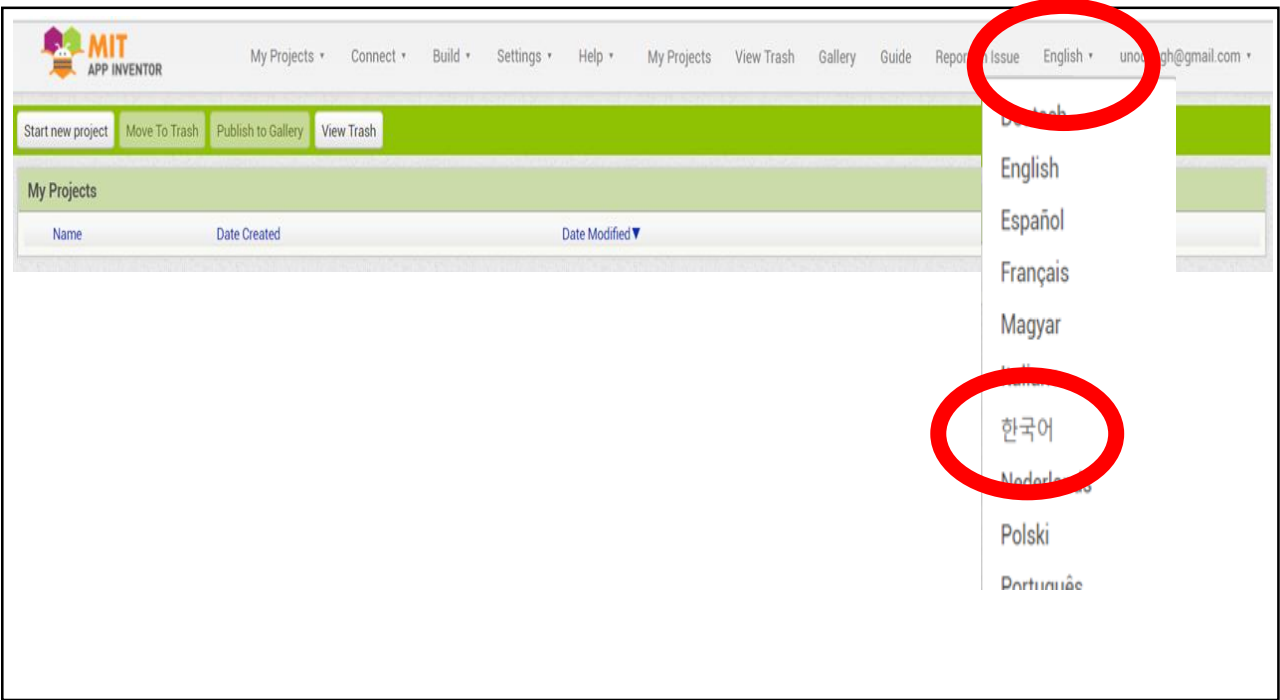 MIT
APP INVENTOR
My Projects Connect Build Settings Help My Projects View Trash Gallery Guide Issue English
Start new project Move To Trash Publish to Gallery View Trash
My Projects
Name Date Created Date Modified▼
English
Español
Français
Magyar
한국어
Polski
Português